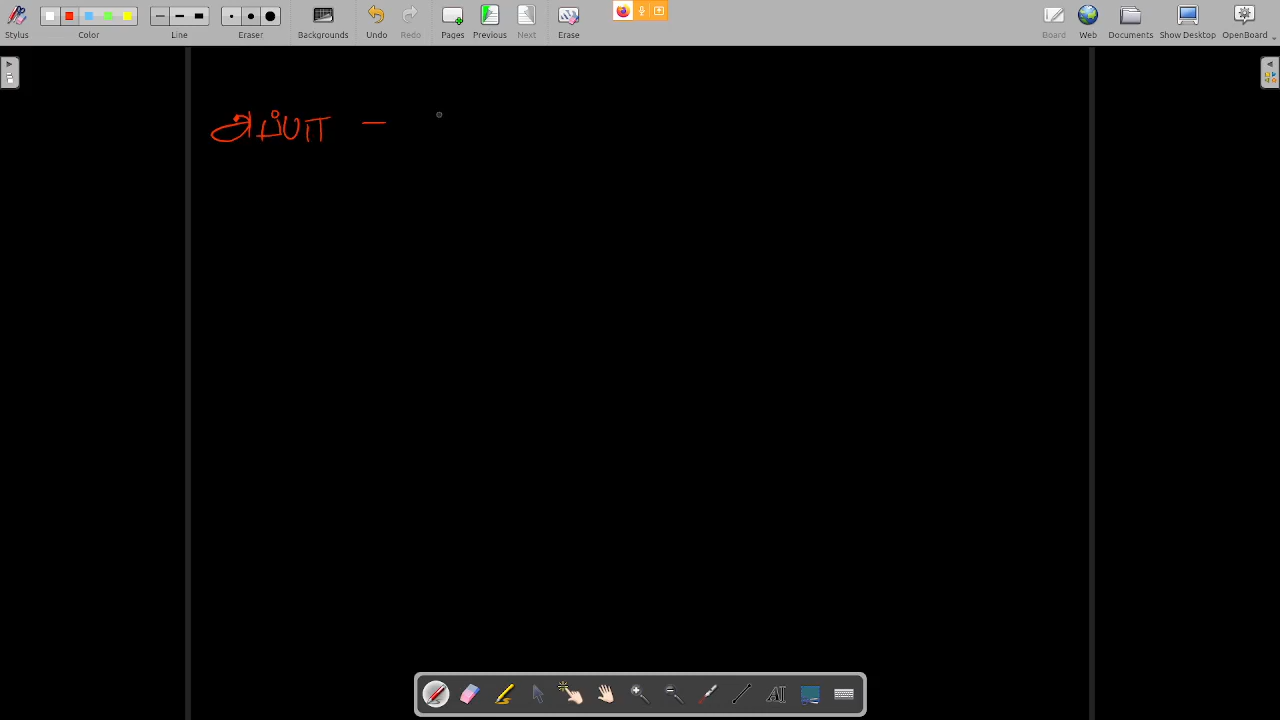 Stylus Color Line Eraser Backgrounds Undo Redo Pages Previous Next Erase Board Web Documents Show Desktop OpenBoard
அப்பா –